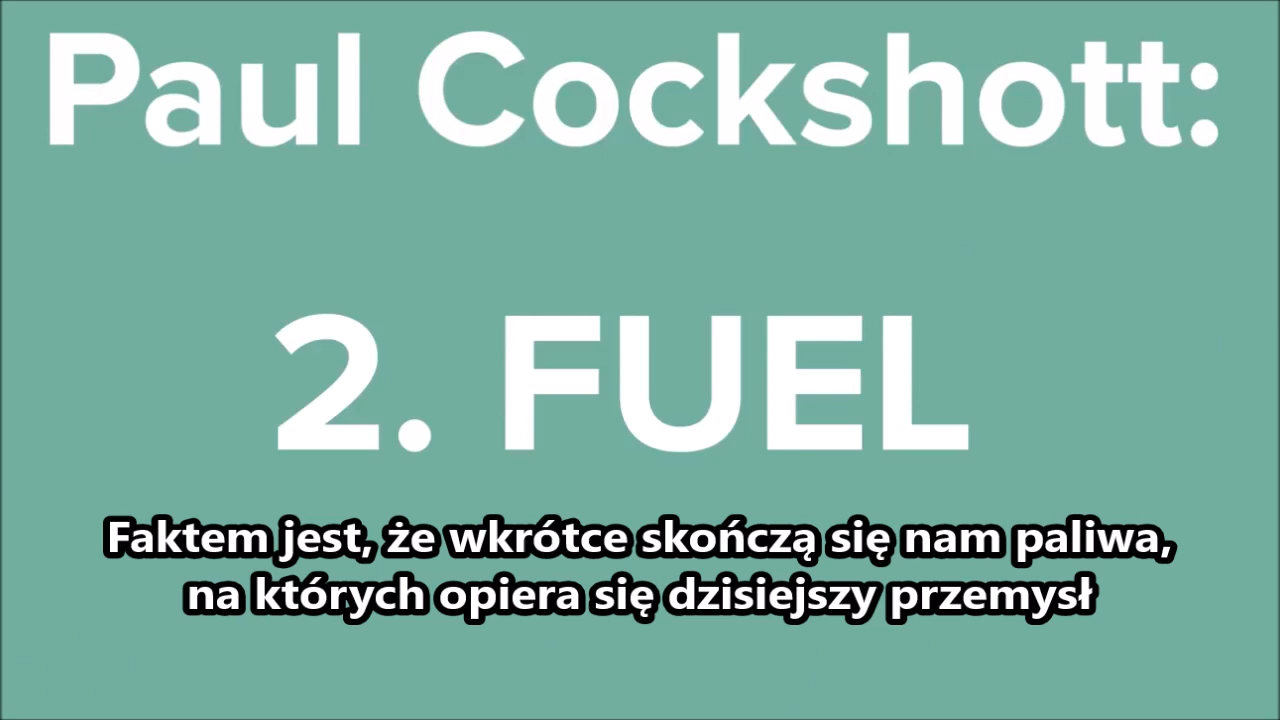 Paul Cockshott:
2. FUEL
Faktem jest, że wkrótce skończą się nam paliwa,
na których opiera się dzisiejszy przemysł